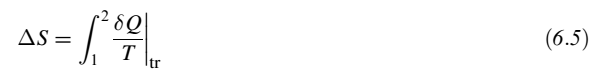 ΔS = ∫₁² δQ/T |tr (6.5)